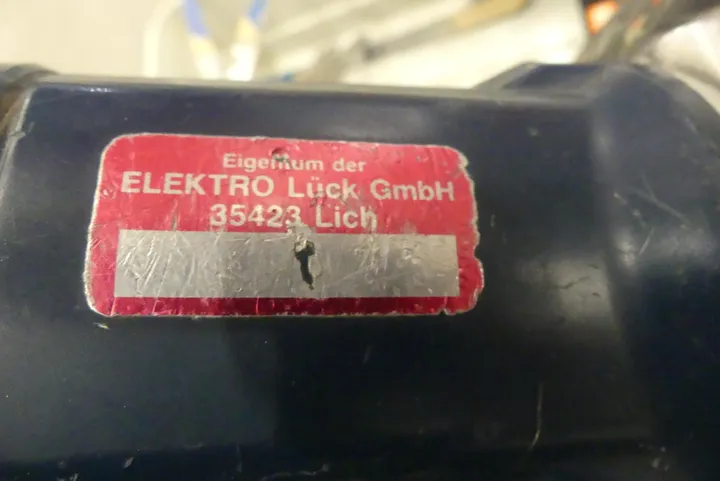 Eigentum der
ELEKTRO Lück GmbH
35423 Lich